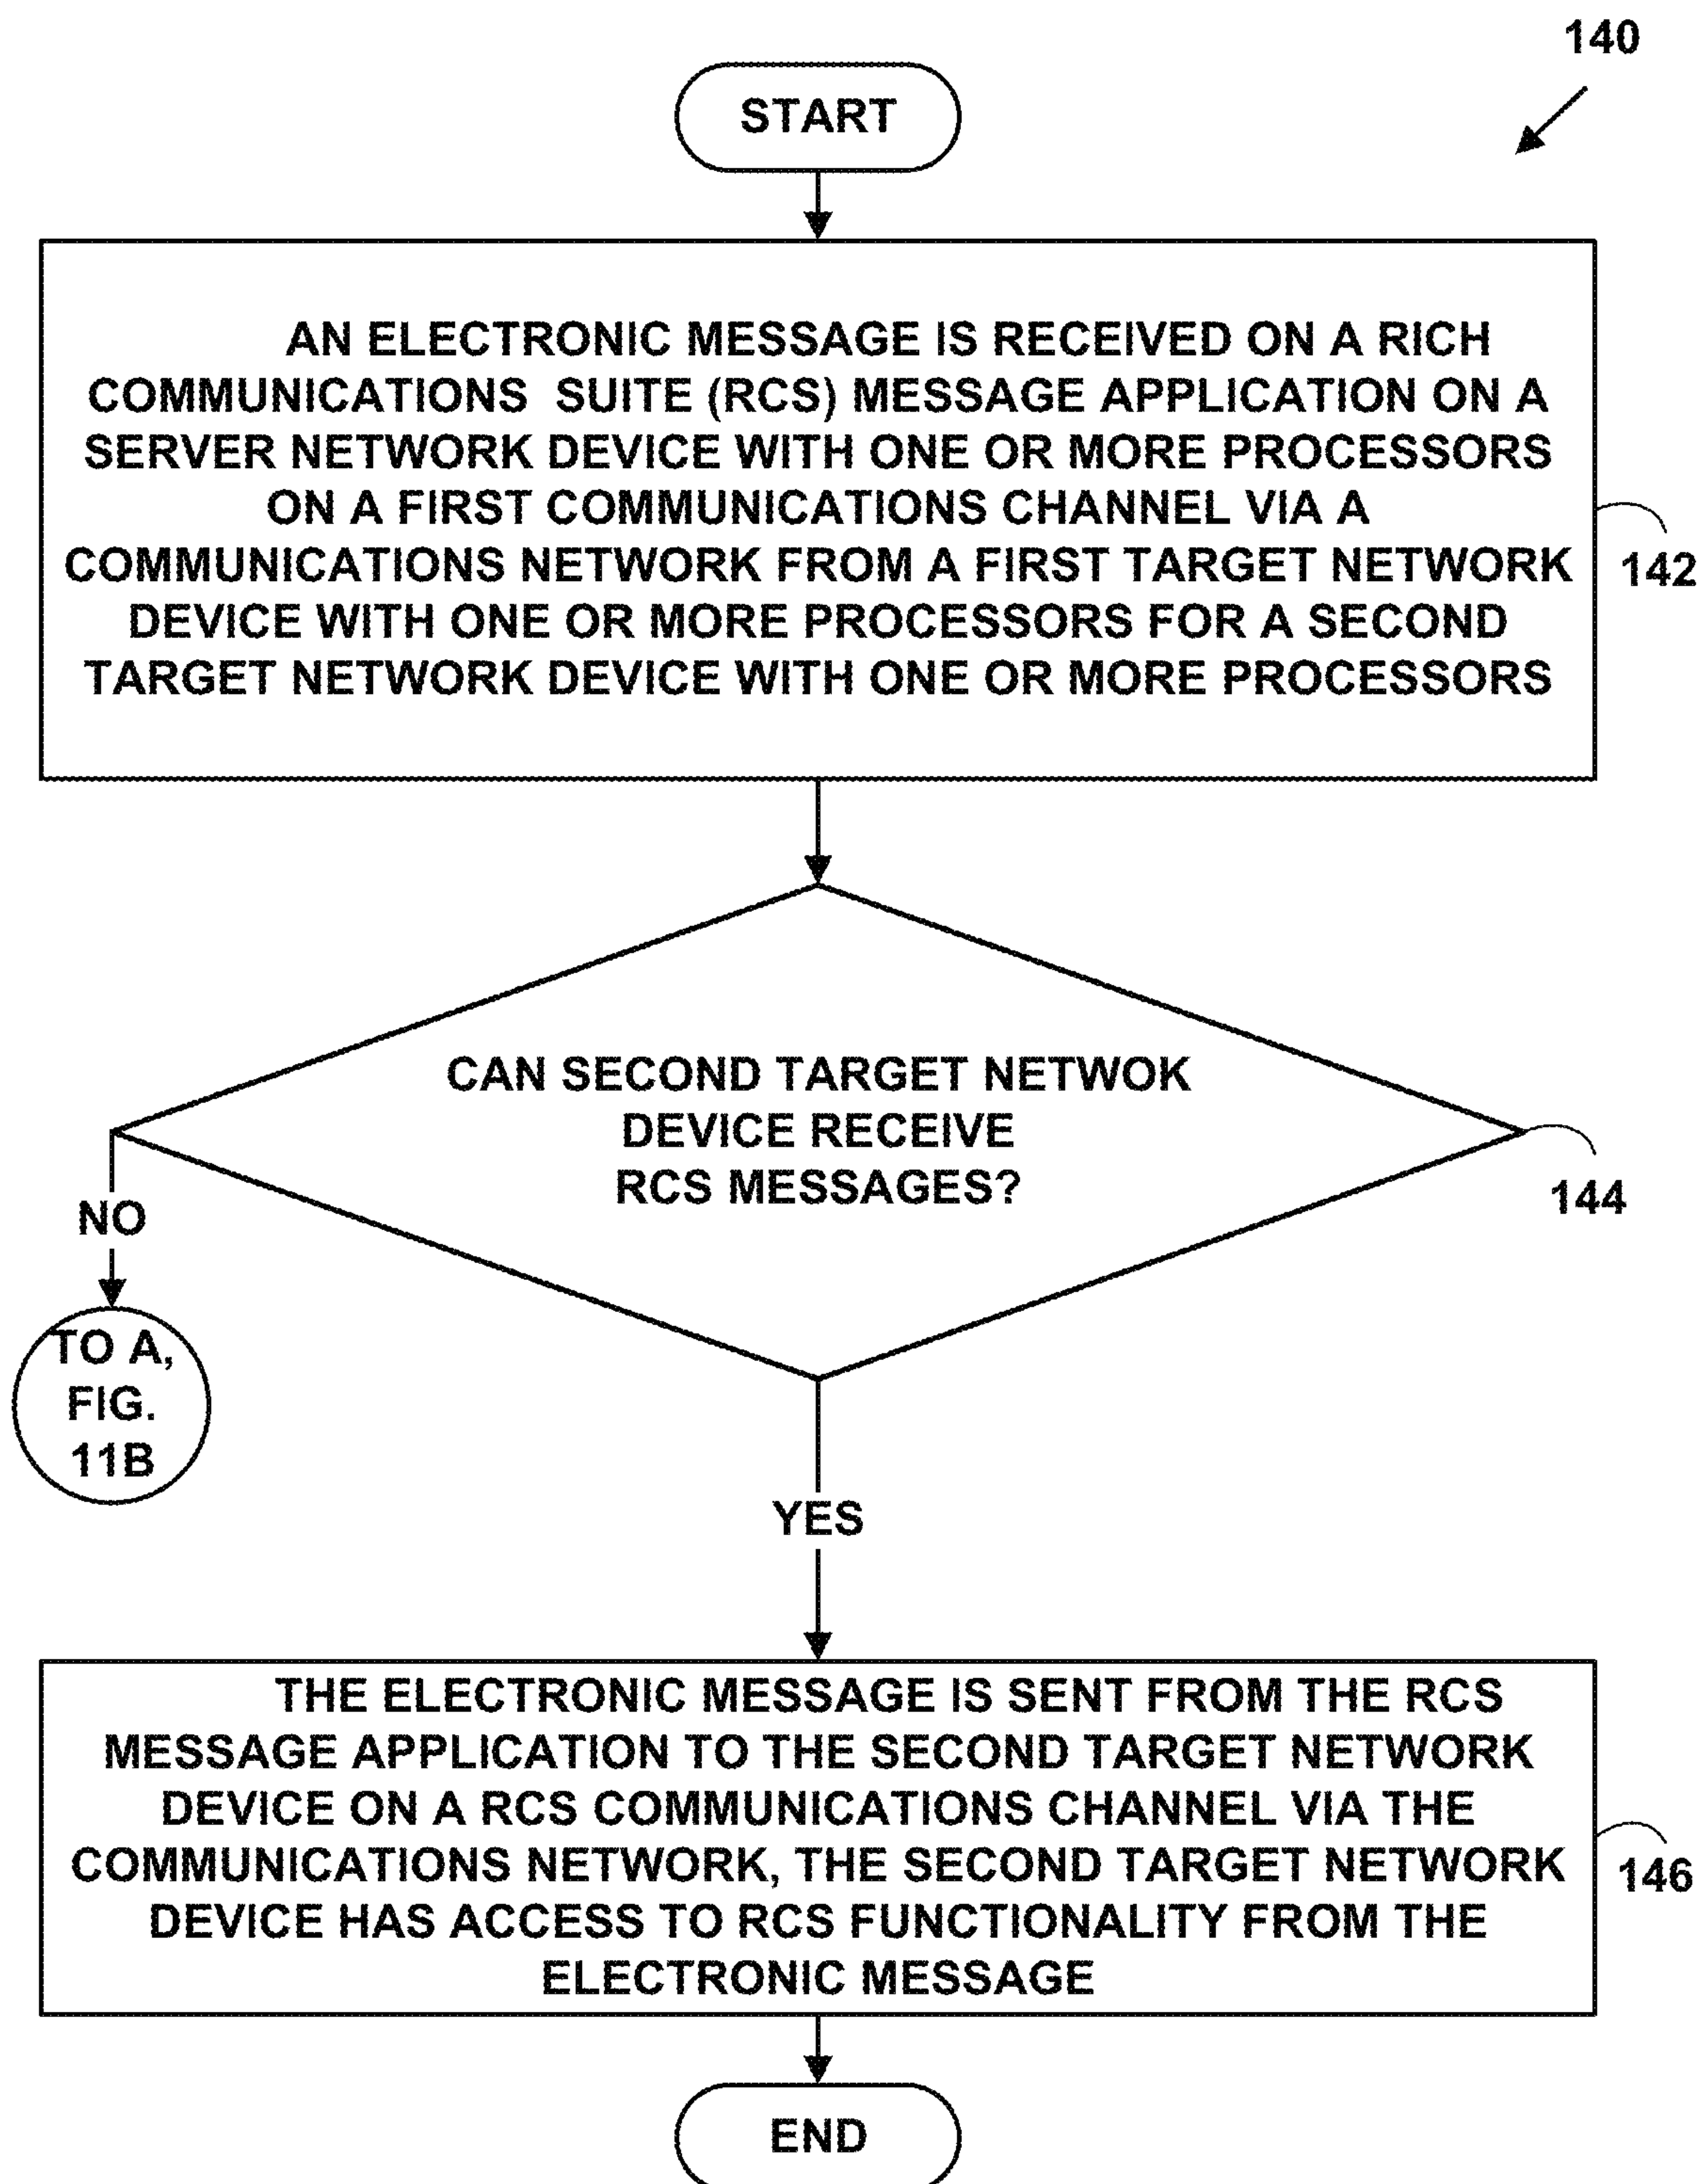 140
START
AN ELECTRONIC MESSAGE IS RECEIVED ON A RICH
COMMUNICATIONS SUITE (RCS) MESSAGE APPLICATION ON A
SERVER NETWORK DEVICE WITH ONE OR MORE PROCESSORS
ON A FIRST COMMUNICATIONS CHANNEL VIA A
COMMUNICATIONS NETWORK FROM A FIRST TARGET NETWORK
DEVICE WITH ONE OR MORE PROCESSORS FOR A SECOND
TARGET NETWORK DEVICE WITH ONE OR MORE PROCESSORS
142
CAN SECOND TARGET NETWOK
DEVICE RECEIVE
RCS MESSAGES?
144
NO
TO A,
FIG.
11B
YES
THE ELECTRONIC MESSAGE IS SENT FROM THE RCS
MESSAGE APPLICATION TO THE SECOND TARGET NETWORK
DEVICE ON A RCS COMMUNICATIONS CHANNEL VIA THE
COMMUNICATIONS NETWORK, THE SECOND TARGET NETWORK
DEVICE HAS ACCESS TO RCS FUNCTIONALITY FROM THE
ELECTRONIC MESSAGE
146
END